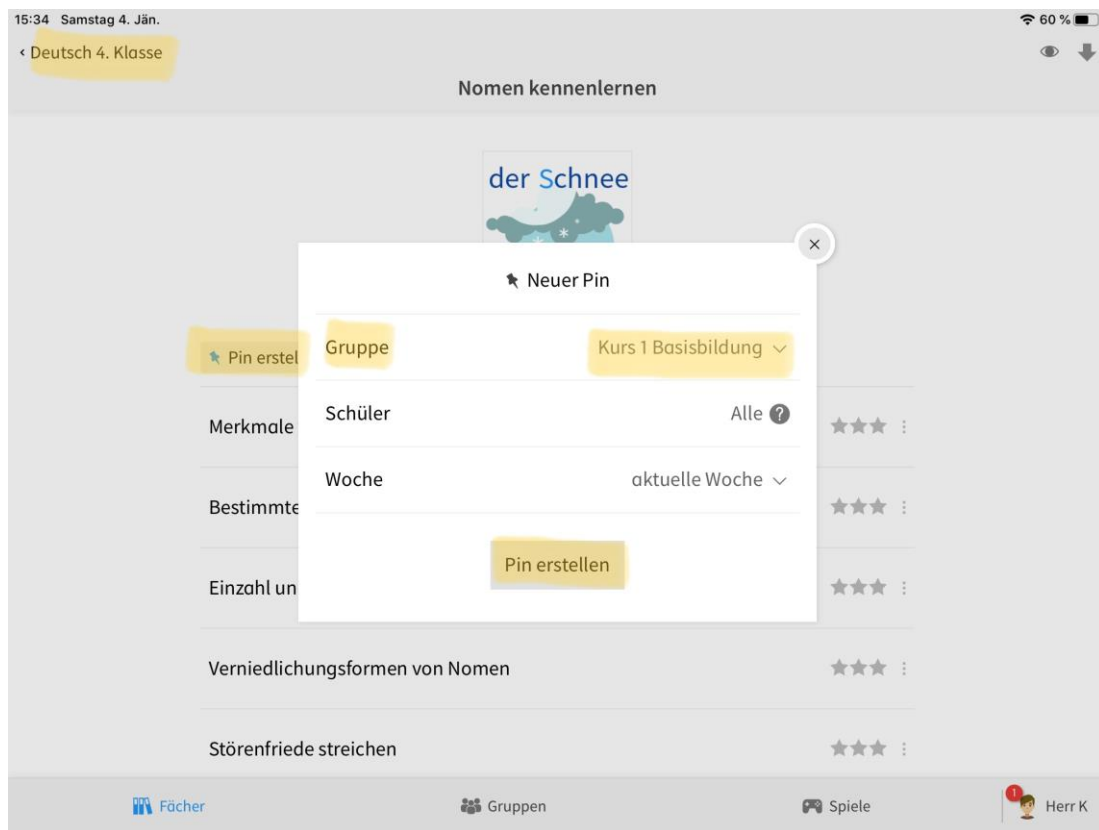 15:34 Samstag 4. Jän.
60 %
‹ Deutsch 4. Klasse
Nomen kennenlernen
der Schnee
Neuer Pin
Gruppe Kurs 1 Basisbildung
Pin erstel
Schüler Alle ?
Merkmale
Woche aktuelle Woche
Bestimmte
Pin erstellen
Einzahl un
Verniedlichungsformen von Nomen
Störenfriede streichen
Fächer Gruppen Spiele 1 Herr K